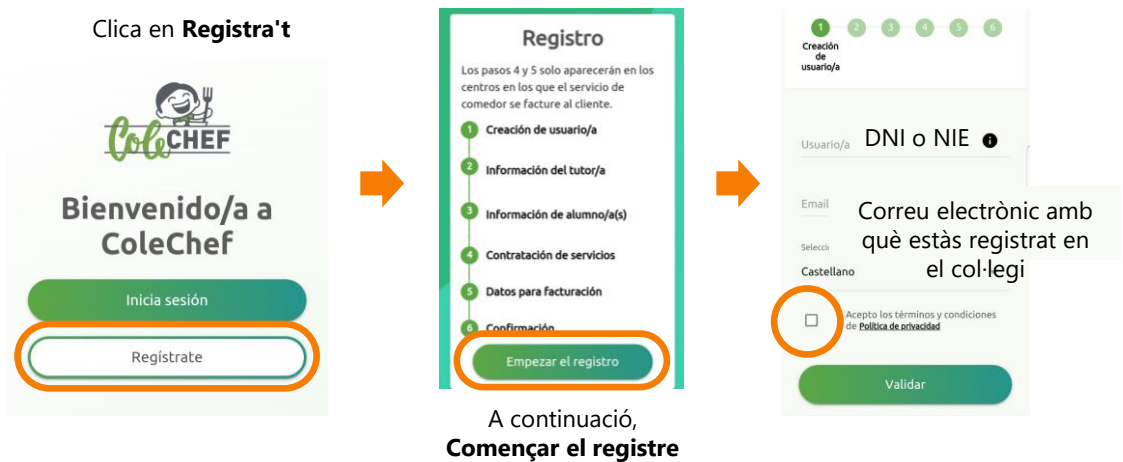 Clica en Registra't
ColeCHEF
Bienvenido/a a
ColeChef
Inicia sesión
Regístrate
Registro
Los pasos 4 y 5 solo aparecerán en los
centros en los que el servicio de
comedor se facture al cliente.
1 Creación de usuario/a
2 Información del tutor/a
3 Información de alumno/a(s)
4 Contratación de servicios
5 Datos para facturación
6 Confirmación
Empezar el registro
A continuació,
Començar el registre
1 2 3 4 5 6
Creación
de
usuario/a
Usuario/a DNI o NIE
Email
Correu electrònic amb
què estàs registrat en
el col·legi
Castellano
Acepto los términos y condiciones
de Política de privacidad
Validar